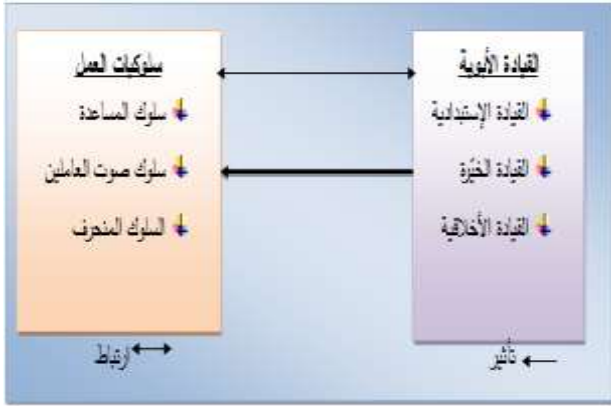 القيادة الأبوية
القيادة الإستبدادية
القيادة الخيّرة
القيادة الأخلاقية
سلوكيات العمل
سلوك المساعدة
سلوك صوت العاملين
السلوك المنحرف
تأثير
ارتباط